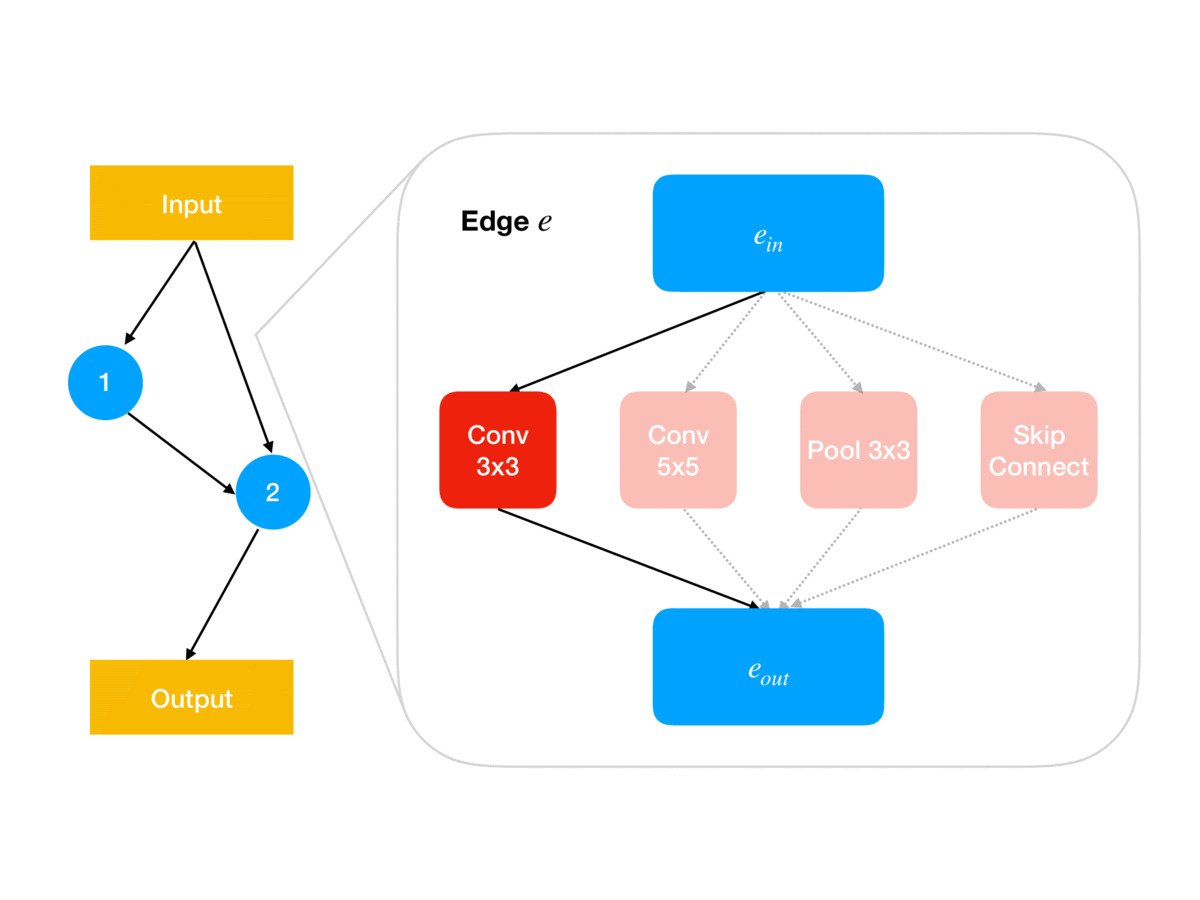 Input
1
2
Output
Edge e
e_in
Conv
3x3
Conv
5x5
Pool 3x3
Skip
Connect
e_out